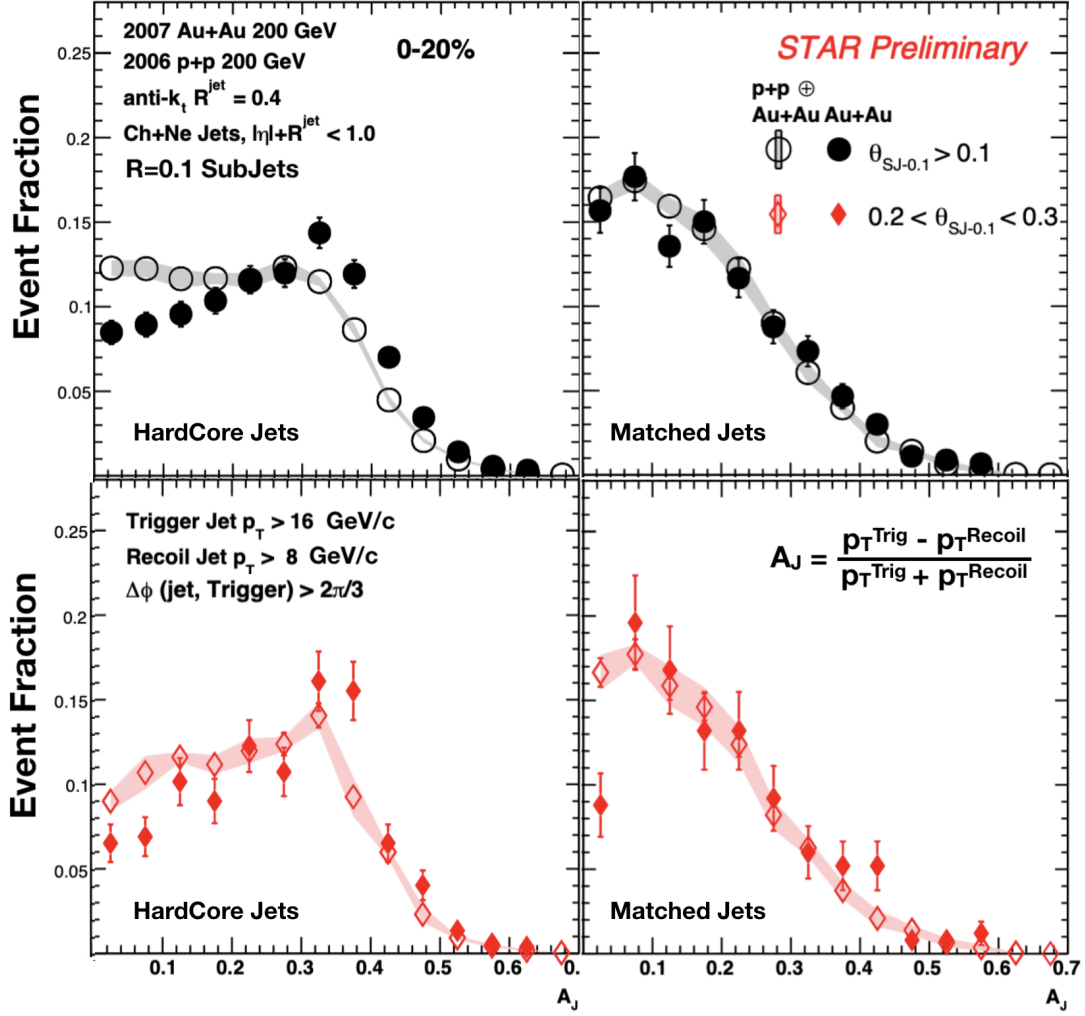 2007 Au+Au 200 GeV
2006 p+p 200 GeV
anti-kt R^jet = 0.4
Ch+Ne Jets, |η|+R^jet < 1.0
R=0.1 SubJets
0-20%
HardCore Jets
Event Fraction
0.25
0.2
0.15
0.1
0.05
STAR Preliminary
p+p ⊕
Au+Au Au+Au
θSJ-0.1 > 0.1
0.2 < θSJ-0.1 < 0.3
Matched Jets
Trigger Jet pT > 16 GeV/c
Recoil Jet pT > 8 GeV/c
Δϕ (jet, Trigger) > 2π/3
HardCore Jets
Event Fraction
0.25
0.2
0.15
0.1
0.05
0.1 0.2 0.3 0.4 0.5 0.6 0.
AJ
AJ = pT^Trig - pT^Recoil
pT^Trig + pT^Recoil
Matched Jets
0.1 0.2 0.3 0.4 0.5 0.6 0.7
AJ